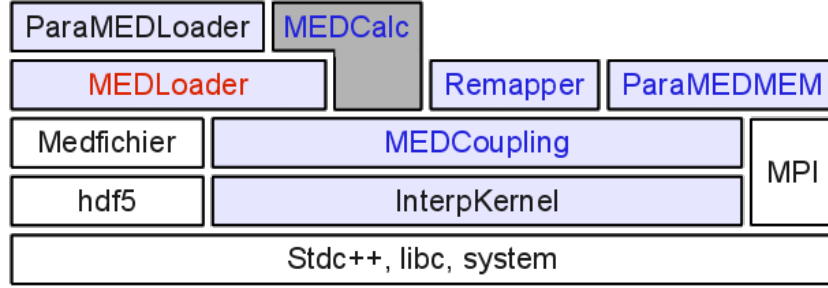 ParaMEDLoader
MEDCalc
MEDLoader
Remapper
ParaMEDMEM
Medfichier
MEDCoupling
MPI
hdf5
InterpKernel
Stdc++, libc, system